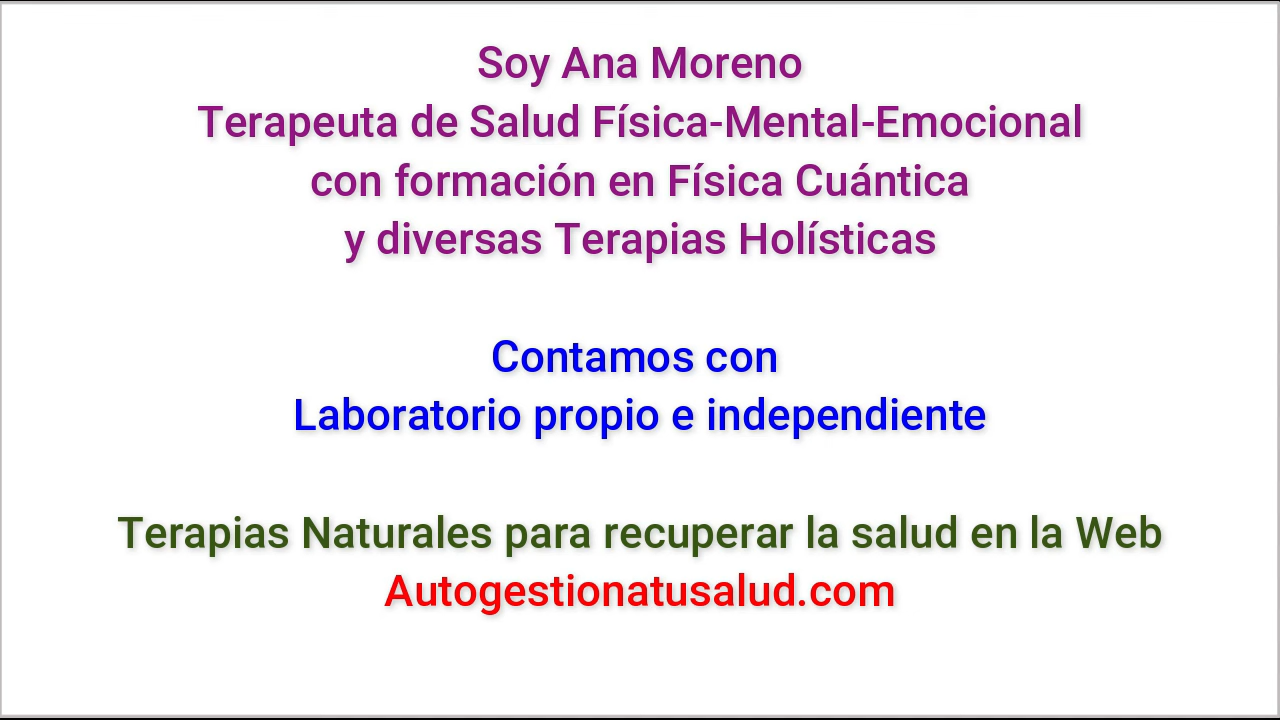 Soy Ana Moreno
Terapeuta de Salud Física-Mental-Emocional
con formación en Física Cuántica
y diversas Terapias Holísticas
Contamos con
Laboratorio propio e independiente
Terapias Naturales para recuperar la salud en la Web
Autogestionatusalud.com